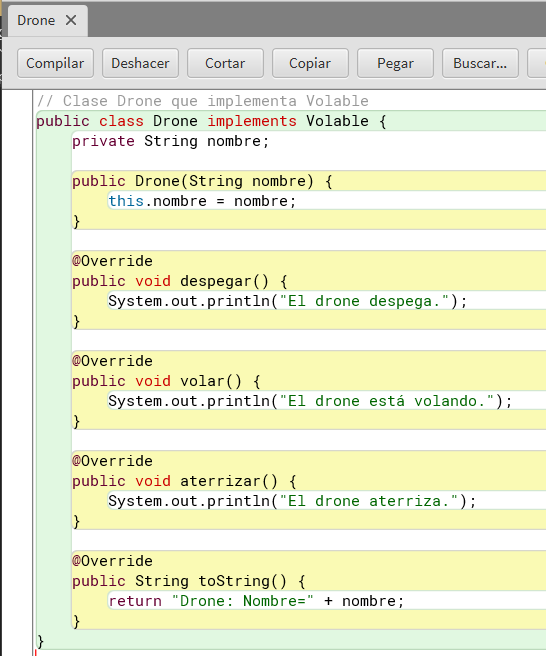 Drone
Compilar Deshacer Cortar Copiar Pegar Buscar...
// Clase Drone que implementa Volable
public class Drone implements Volable {
    private String nombre;

    public Drone(String nombre) {
        this.nombre = nombre;
    }

    @Override
    public void despegar() {
        System.out.println("El drone despega.");
    }

    @Override
    public void volar() {
        System.out.println("El drone está volando.");
    }

    @Override
    public void aterrizar() {
        System.out.println("El drone aterriza.");
    }

    @Override
    public String toString() {
        return "Drone: Nombre=" + nombre;
    }
}